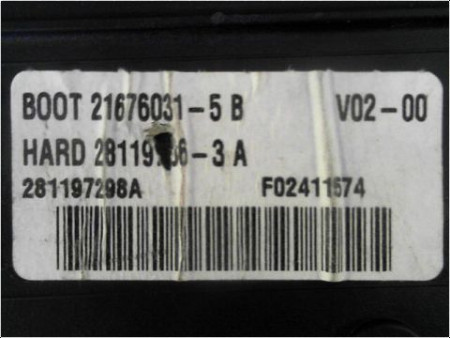 BOOT 21676031-5 B V02-00
HARD 3 A
281197298A F02411574